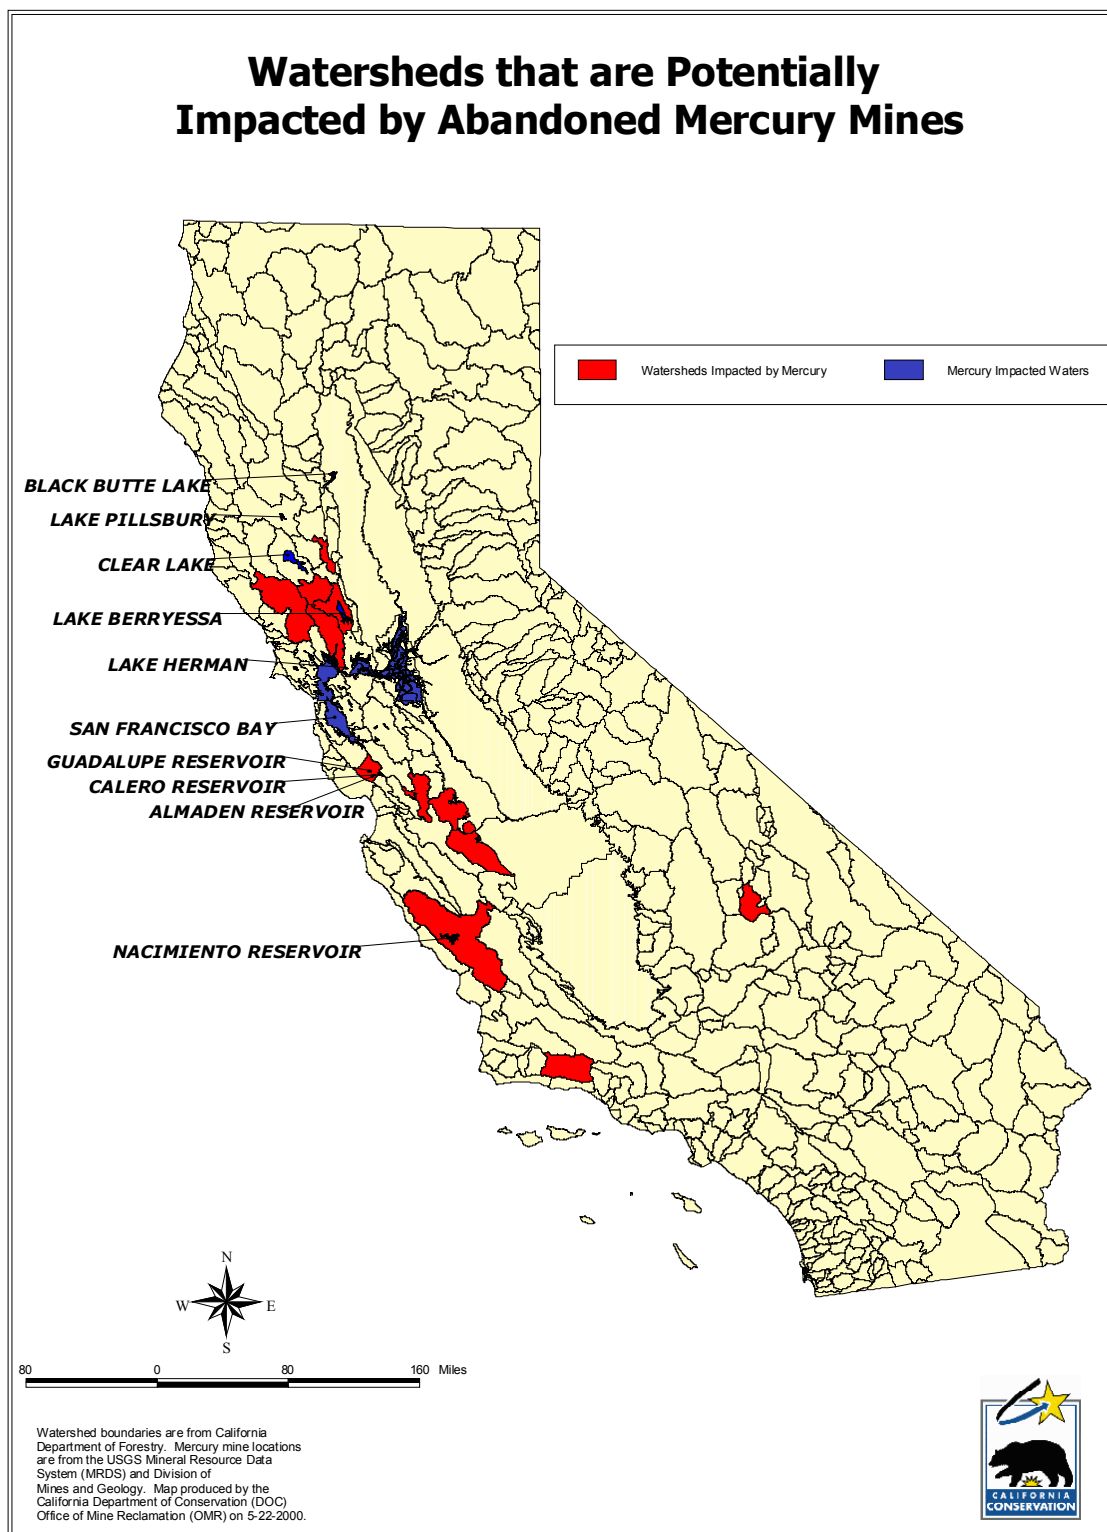 Watersheds that are Potentially
Impacted by Abandoned Mercury Mines
Watersheds Impacted by Mercury
Mercury Impacted Waters
BLACK BUTTE LAKE
LAKE PILLSBURY
CLEAR LAKE
LAKE BERRYESSA
LAKE HERMAN
SAN FRANCISCO BAY
GUADALUPE RESERVOIR
CALERO RESERVOIR
ALMADEN RESERVOIR
NACIMIENTO RESERVOIR
N
W E
S
80 0 80 160 Miles
Watershed boundaries are from California
Department of Forestry. Mercury mine locations
are from the USGS Mineral Resource Data
System (MRDS) and Division of
Mines and Geology. Map produced by the
California Department of Conservation (DOC)
Office of Mine Reclamation (OMR) on 5-22-2000.
CALIFORNIA
CONSERVATION